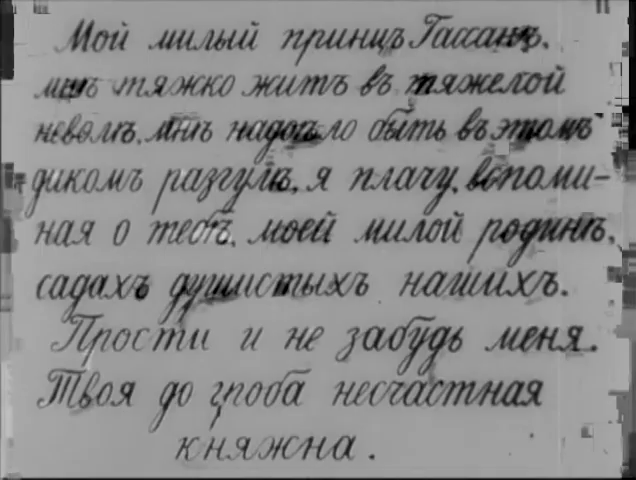 Мой милый принцъ Гассанъ.
мнѣ тяжко жить въ тяжелой
неволѣ. мнѣ надоѣло быть въ этомъ
дикомъ разгулѣ. я плачу, вспоми-
ная о тебѣ, моей милой родинѣ,
садахъ душистыхъ нашихъ.
Прости и не забудь меня.
Твоя до гроба несчастная
княжна.